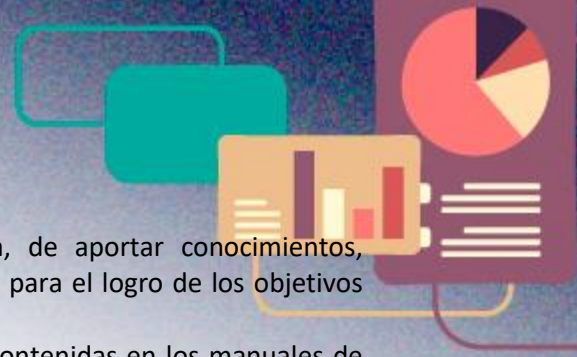 , de aportar conocimientos,
para el logro de los objetivos
ontenidas en los manuales de